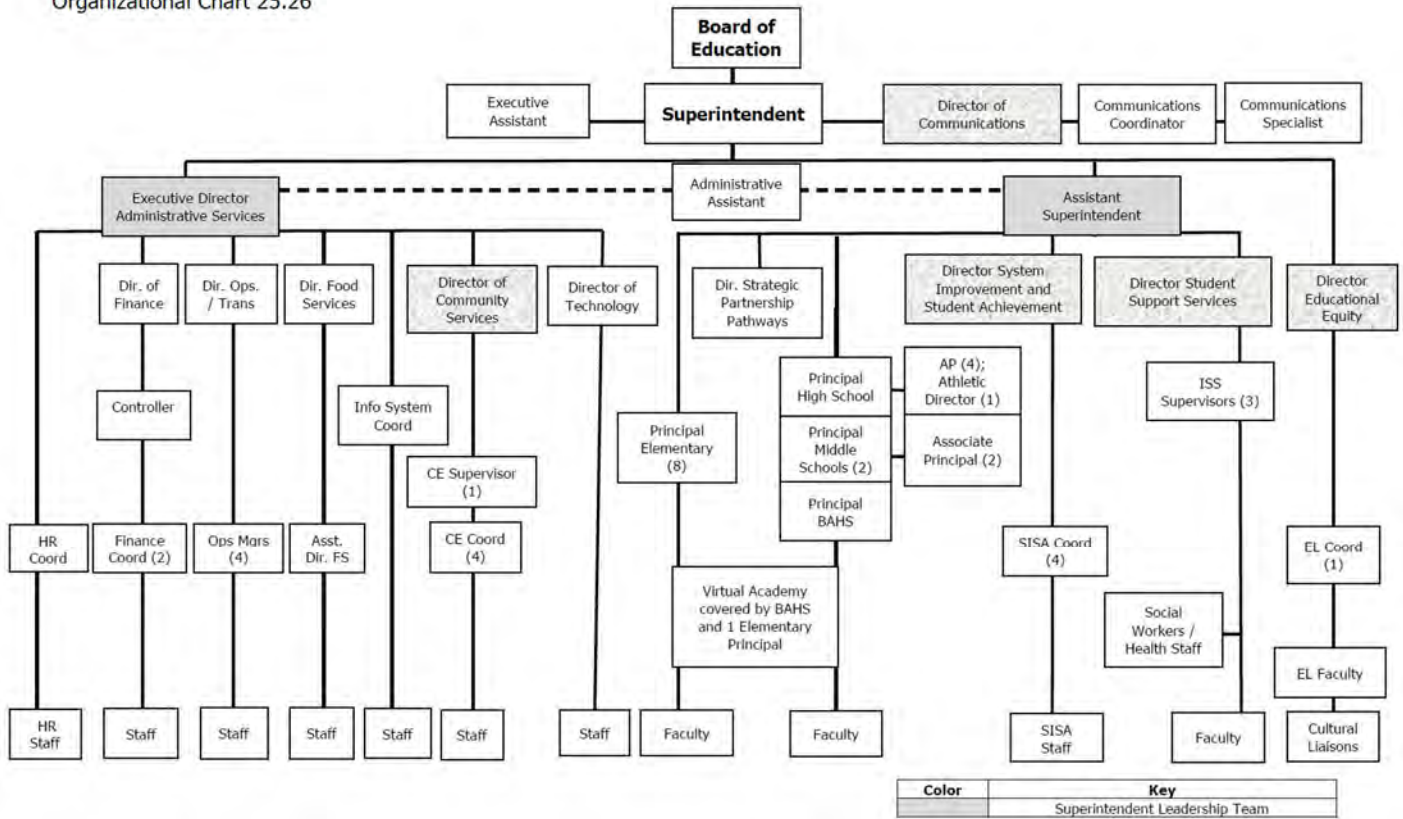 Organizational Chart 25.26
Board of
Education
Executive
Assistant
Superintendent
Director of
Communications
Communications
Coordinator
Communications
Specialist
Executive Director
Administrative Services
Administrative
Assistant
Assistant
Superintendent
Dir. of
Finance
Dir. Ops.
/ Trans
Dir. Food
Services
Director of
Community
Services
Director of
Technology
Dir. Strategic
Partnership
Pathways
Director System
Improvement and
Student Achievement
Director Student
Support Services
Director
Educational
Equity
Controller
Info System
Coord
CE Supervisor
(1)
Principal
Elementary
(8)
Principal
High School
AP (4);
Athletic
Director (1)
Principal
Middle
Schools (2)
Associate
Principal (2)
Principal
BAHS
ISS
Supervisors (3)
HR
Coord
Finance
Coord (2)
Ops Mgrs
(4)
Asst.
Dir. FS
CE Coord
(4)
SISA Coord
(4)
EL Coord
(1)
Virtual Academy
covered by BAHS
and 1 Elementary
Principal
Social
Workers /
Health Staff
EL Faculty
HR
Staff
Staff
Staff
Staff
Staff
Staff
Staff
Faculty
Faculty
SISA
Staff
Faculty
Cultural
Liaisons
Color Key
Superintendent Leadership Team